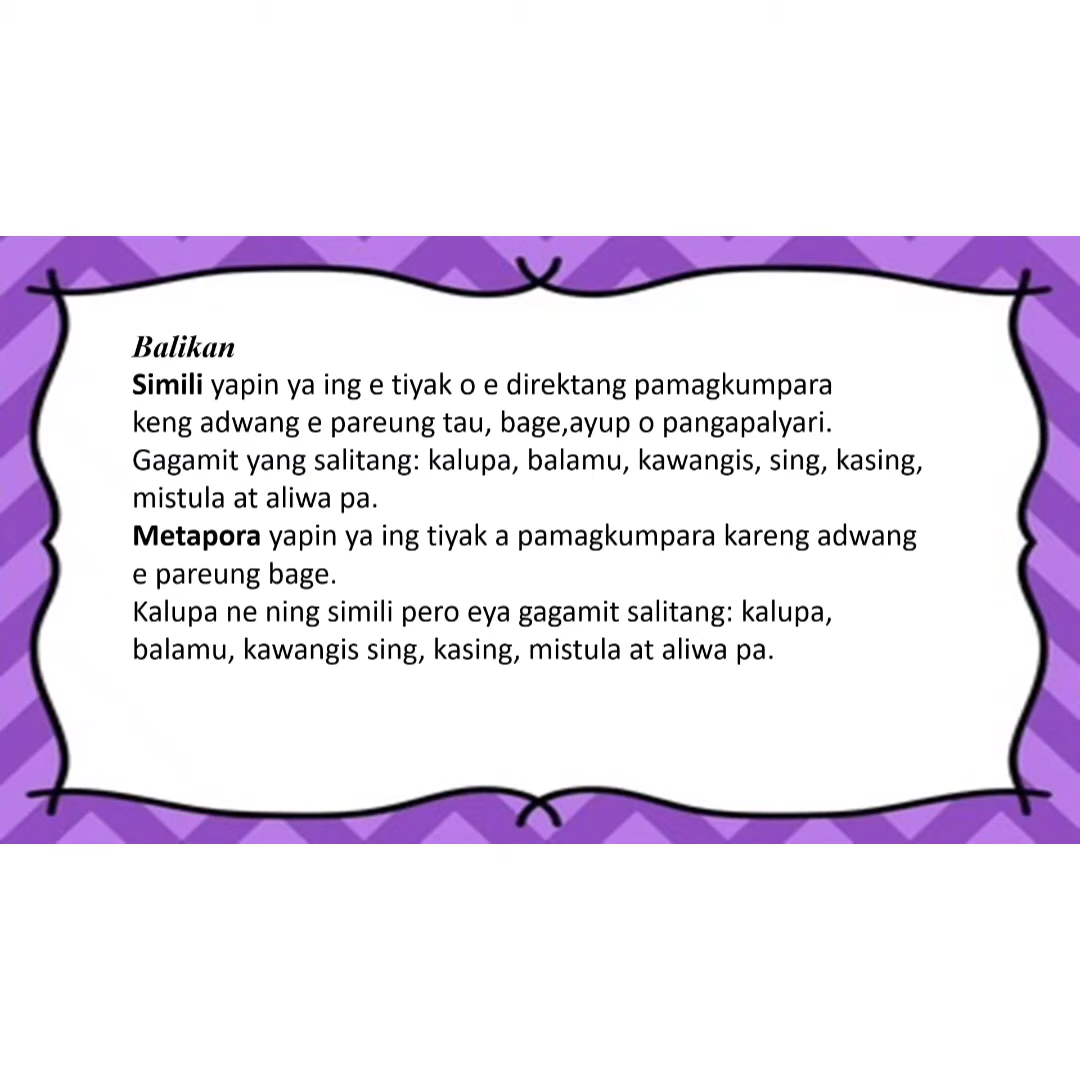 Balikan
Simili yapin ya ing e tiyak o e direktang pamagkumpara
keng adwang e pareung tau, bage,ayup o pangapalyari.
Gagamit yang salitang: kalupa, balamu, kawangis, sing, kasing,
mistula at aliwa pa.
Metapora yapin ya ing tiyak a pamagkumpara kareng adwang
e pareung bage.
Kalupa ne ning simili pero eya gagamit salitang: kalupa,
balamu, kawangis sing, kasing, mistula at aliwa pa.